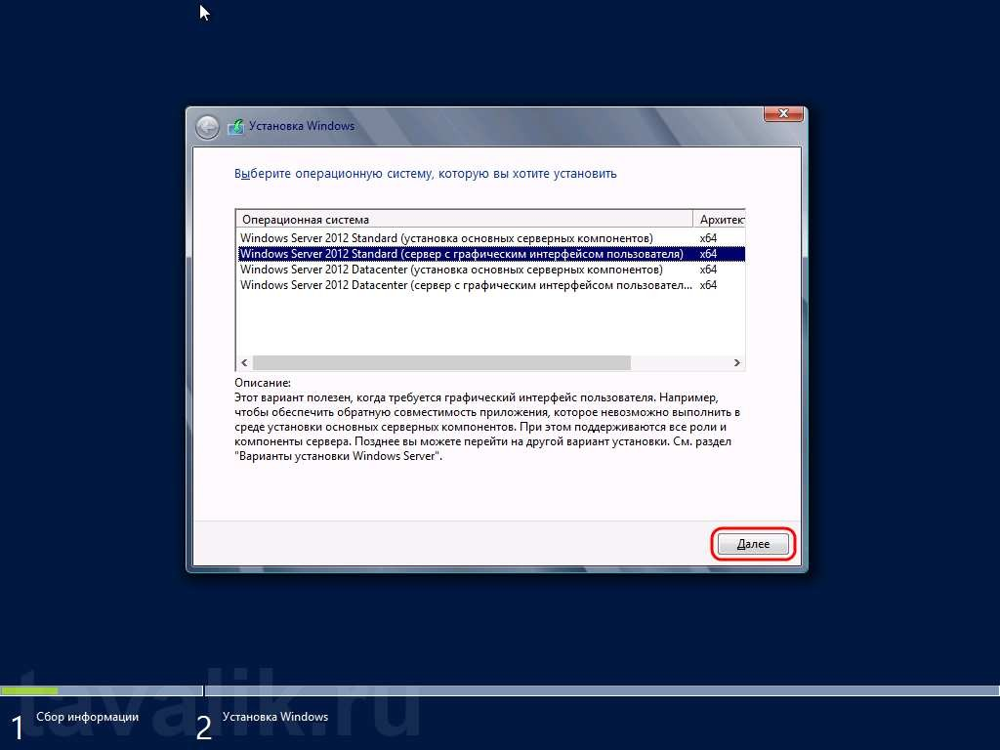 Установка Windows
Выберите операционную систему, которую вы хотите установить
Операционная система Архитект
Windows Server 2012 Standard (установка основных серверных компонентов) x64
Windows Server 2012 Standard (сервер с графическим интерфейсом пользователя) x64
Windows Server 2012 Datacenter (установка основных серверных компонентов) x64
Windows Server 2012 Datacenter (сервер с графическим интерфейсом пользовател... x64
Описание:
Этот вариант полезен, когда требуется графический интерфейс пользователя. Например,
чтобы обеспечить обратную совместимость приложения, которое невозможно выполнить в
среде установки основных серверных компонентов. При этом поддерживаются все роли и
компоненты сервера. Позднее вы можете перейти на другой вариант установки. См. раздел
"Варианты установки Windows Server".
Далее
tavalik.ru
1 Сбор информации 2 Установка Windows